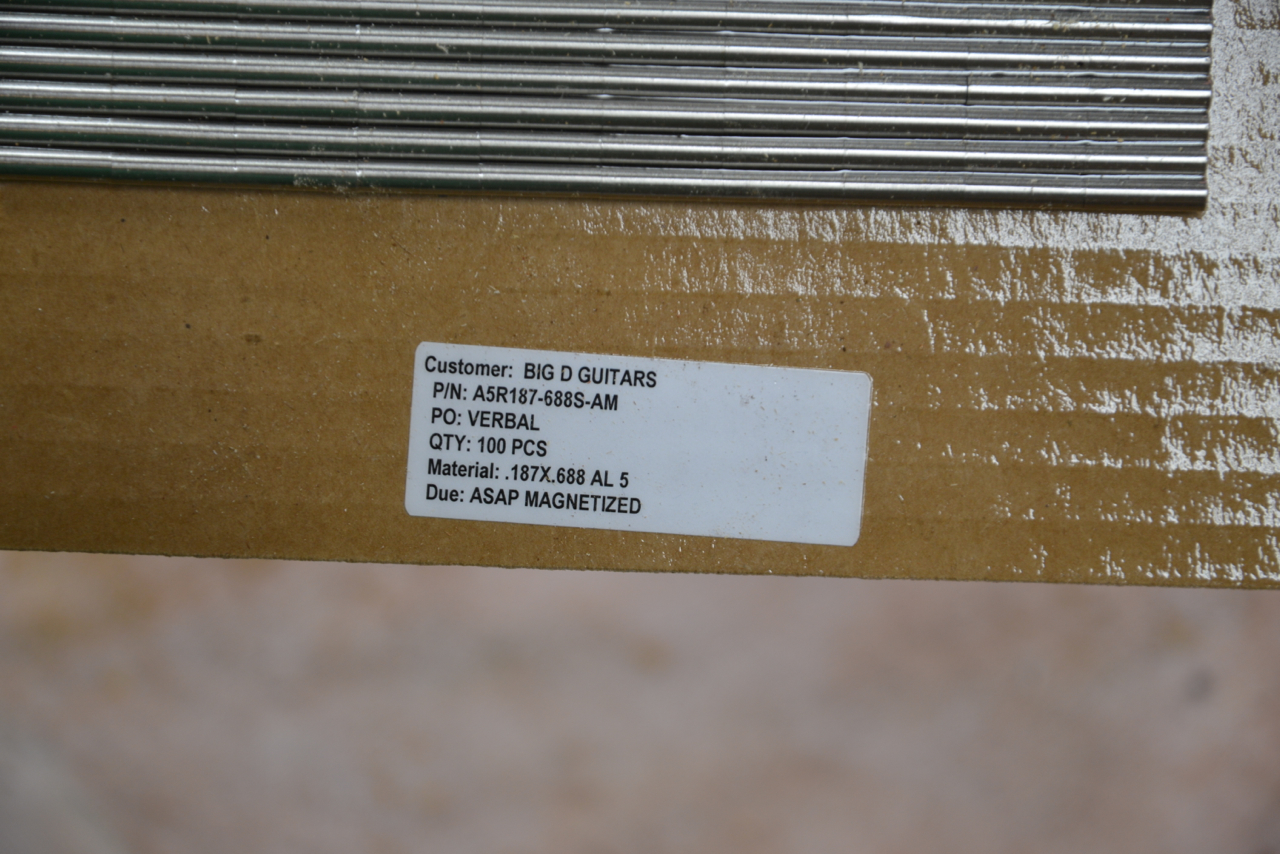 Customer: BIG D GUITARS
P/N: A5R187-688S-AM
PO: VERBAL
QTY: 100 PCS
Material: .187X.688 AL 5
Due: ASAP MAGNETIZED